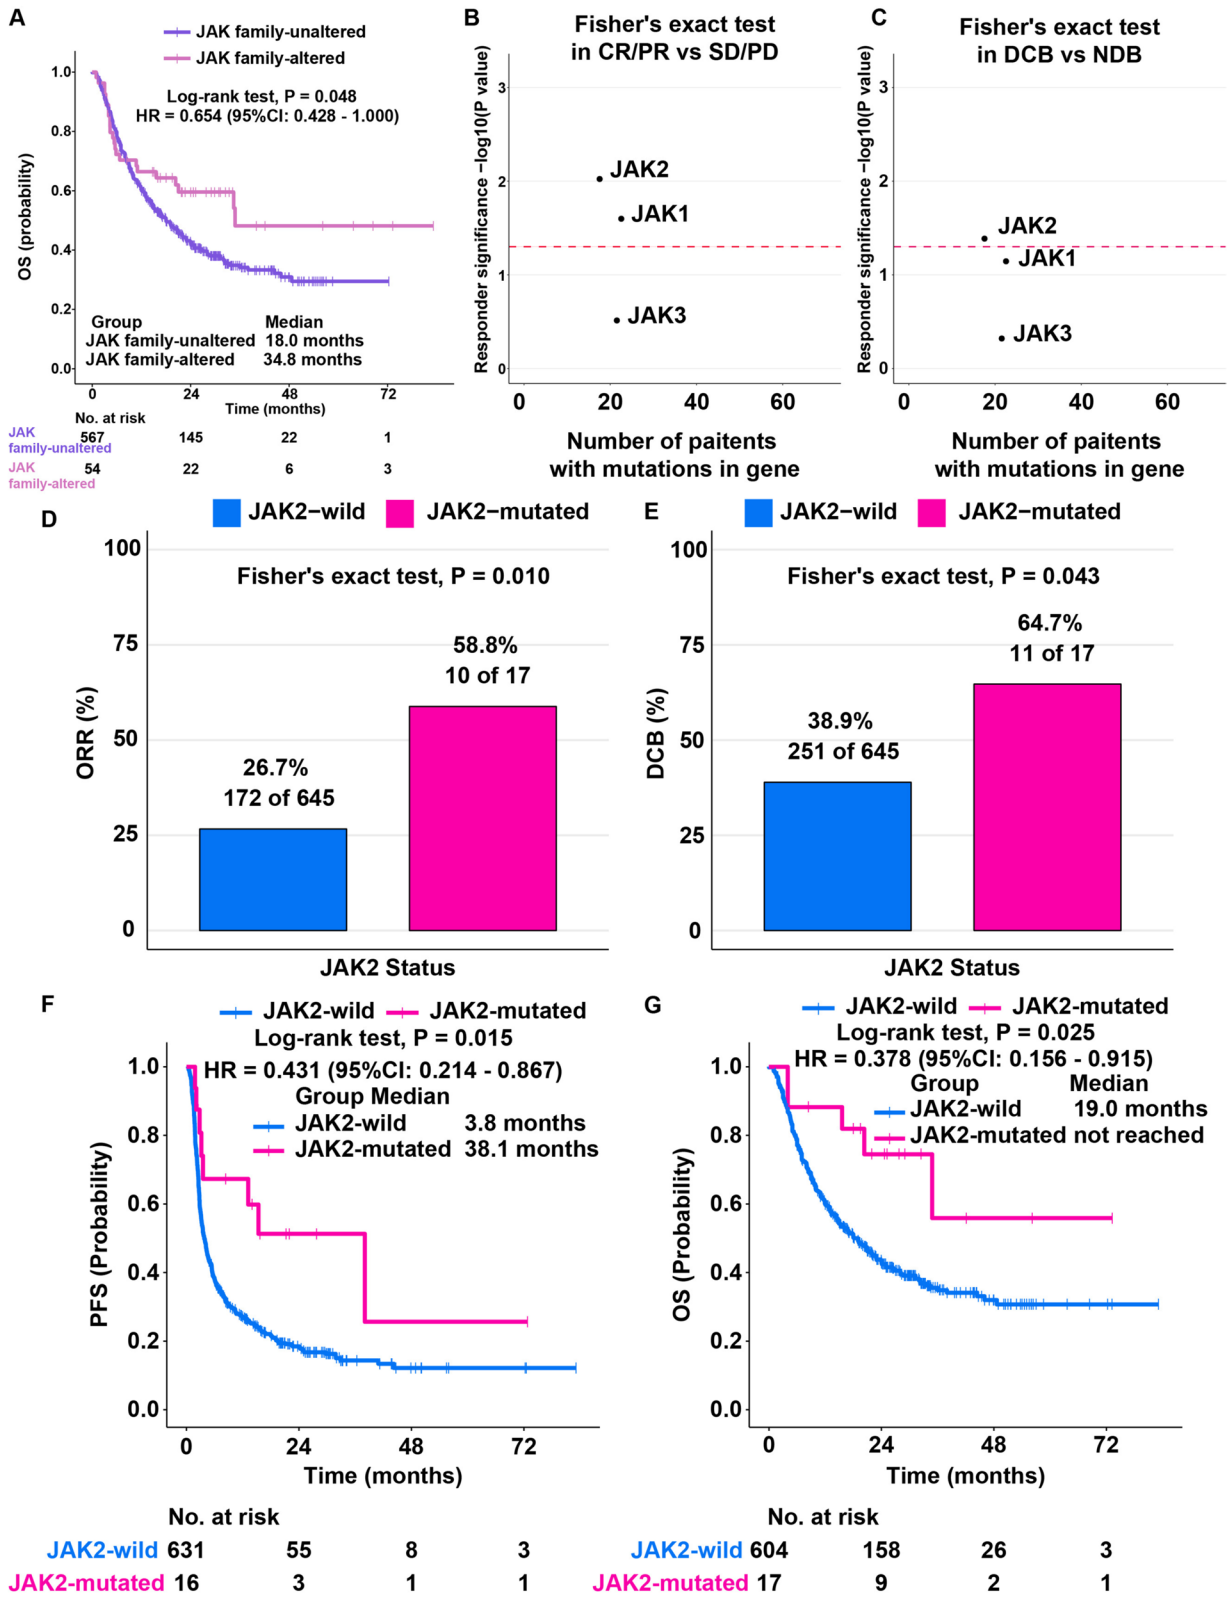 A
JAK family-unaltered
JAK family-altered
Log-rank test, P = 0.048
HR = 0.654 (95%CI: 0.428 - 1.000)
OS (probability)
1.0
0.8
0.6
0.4
0.2
0.0
Group Median
JAK family-unaltered 18.0 months
JAK family-altered 34.8 months
0 24 48 72
Time (months)
No. at risk
JAK
family-unaltered
567 145 22 1
JAK
family-altered
54 22 6 3
B
Fisher's exact test
in CR/PR vs SD/PD
Responder significance −log10(P value)
3
2
1
0
JAK2
JAK1
JAK3
0 20 40 60
Number of paitents
with mutations in gene
C
Fisher's exact test
in DCB vs NDB
Responder significance −log10(P value)
3
2
1
0
JAK2
JAK1
JAK3
0 20 40 60
Number of paitents
with mutations in gene
D
JAK2−wild JAK2−mutated
Fisher's exact test, P = 0.010
ORR (%)
100
75
50
25
0
26.7%
172 of 645
58.8%
10 of 17
JAK2 Status
E
JAK2−wild JAK2−mutated
Fisher's exact test, P = 0.043
DCB (%)
100
75
50
25
0
38.9%
251 of 645
64.7%
11 of 17
JAK2 Status
F
JAK2-wild JAK2-mutated
Log-rank test, P = 0.015
HR = 0.431 (95%CI: 0.214 - 0.867)
Group Median
JAK2-wild 3.8 months
JAK2-mutated 38.1 months
PFS (Probability)
1.0
0.8
0.6
0.4
0.2
0.0
0 24 48 72
Time (months)
No. at risk
JAK2-wild 631 55 8 3
JAK2-mutated 16 3 1 1
G
JAK2-wild JAK2-mutated
Log-rank test, P = 0.025
HR = 0.378 (95%CI: 0.156 - 0.915)
Group Median
JAK2-wild 19.0 months
JAK2-mutated not reached
OS (Probability)
1.0
0.8
0.6
0.4
0.2
0.0
0 24 48 72
Time (months)
No. at risk
JAK2-wild 604 158 26 3
JAK2-mutated 17 9 2 1